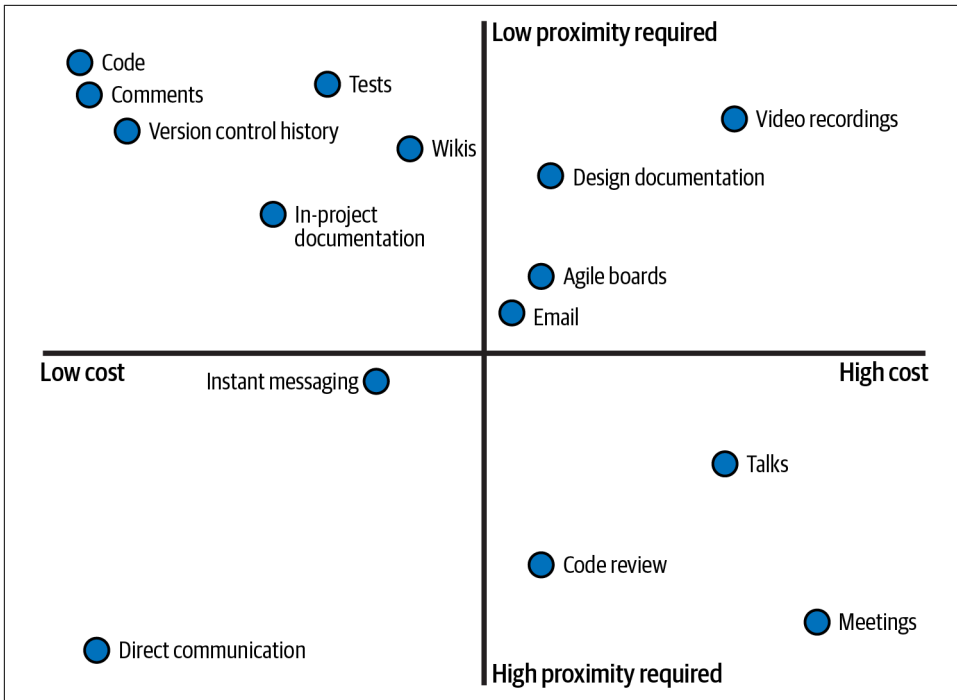 Low proximity required
Code
Tests
Comments
Video recordings
Version control history
Wikis
Design documentation
In-project
documentation
Agile boards
Email
Low cost
High cost
Instant messaging
Talks
Code review
Meetings
Direct communication
High proximity required